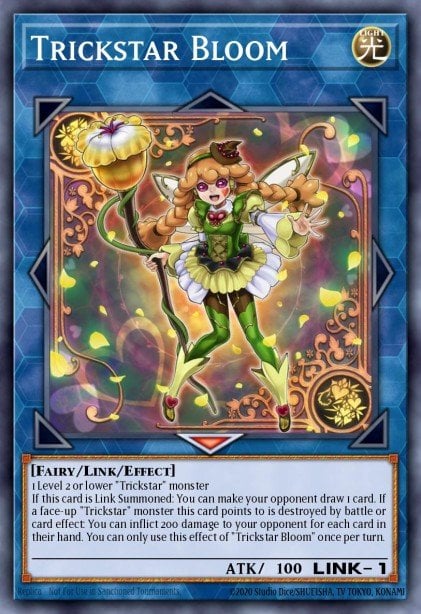 Trickstar Bloom
LIGHT
光
[Fairy/Link/Effect]
1 Level 2 or lower "Trickstar" monster
If this card is Link Summoned: You can make your opponent draw 1 card. If
a face-up "Trickstar" monster this card points to is destroyed by battle or
card effect: You can inflict 200 damage to your opponent for each card in
their hand. You can only use this effect of "Trickstar Bloom" once per turn.
ATK/ 100 LINK-1
Replica - Not For Use in Sanctioned Tornaments ©2020 Studio Dice/SHUEISHA, TV TOKYO, KONAMI